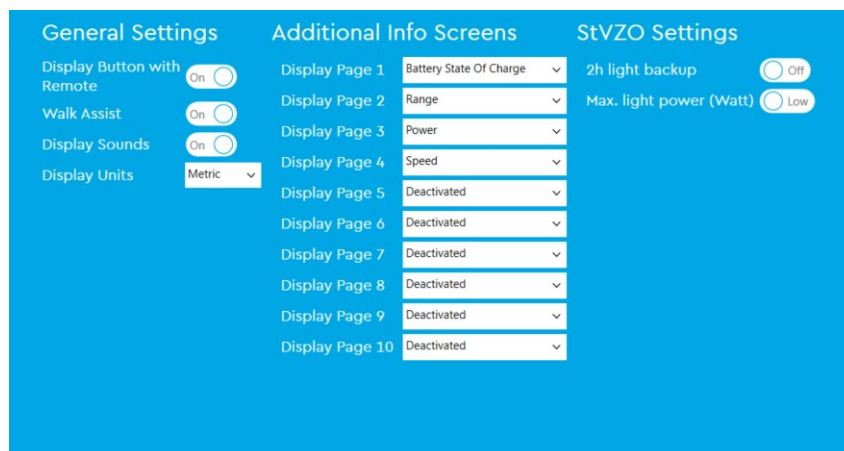 General Settings
Display Button with
Remote
On
Walk Assist
On
Display Sounds
On
Display Units
Metric
Additional Info Screens
Display Page 1 Battery State Of Charge
Display Page 2 Range
Display Page 3 Power
Display Page 4 Speed
Display Page 5 Deactivated
Display Page 6 Deactivated
Display Page 7 Deactivated
Display Page 8 Deactivated
Display Page 9 Deactivated
Display Page 10 Deactivated
StVZO Settings
2h light backup Off
Max. light power (Watt) Low